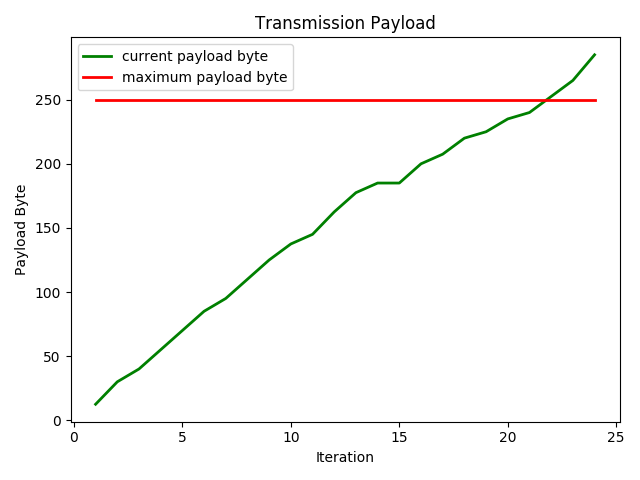 Transmission Payload
current payload byte
maximum payload byte
Payload Byte
250
200
150
100
50
0
0 5 10 15 20 25
Iteration